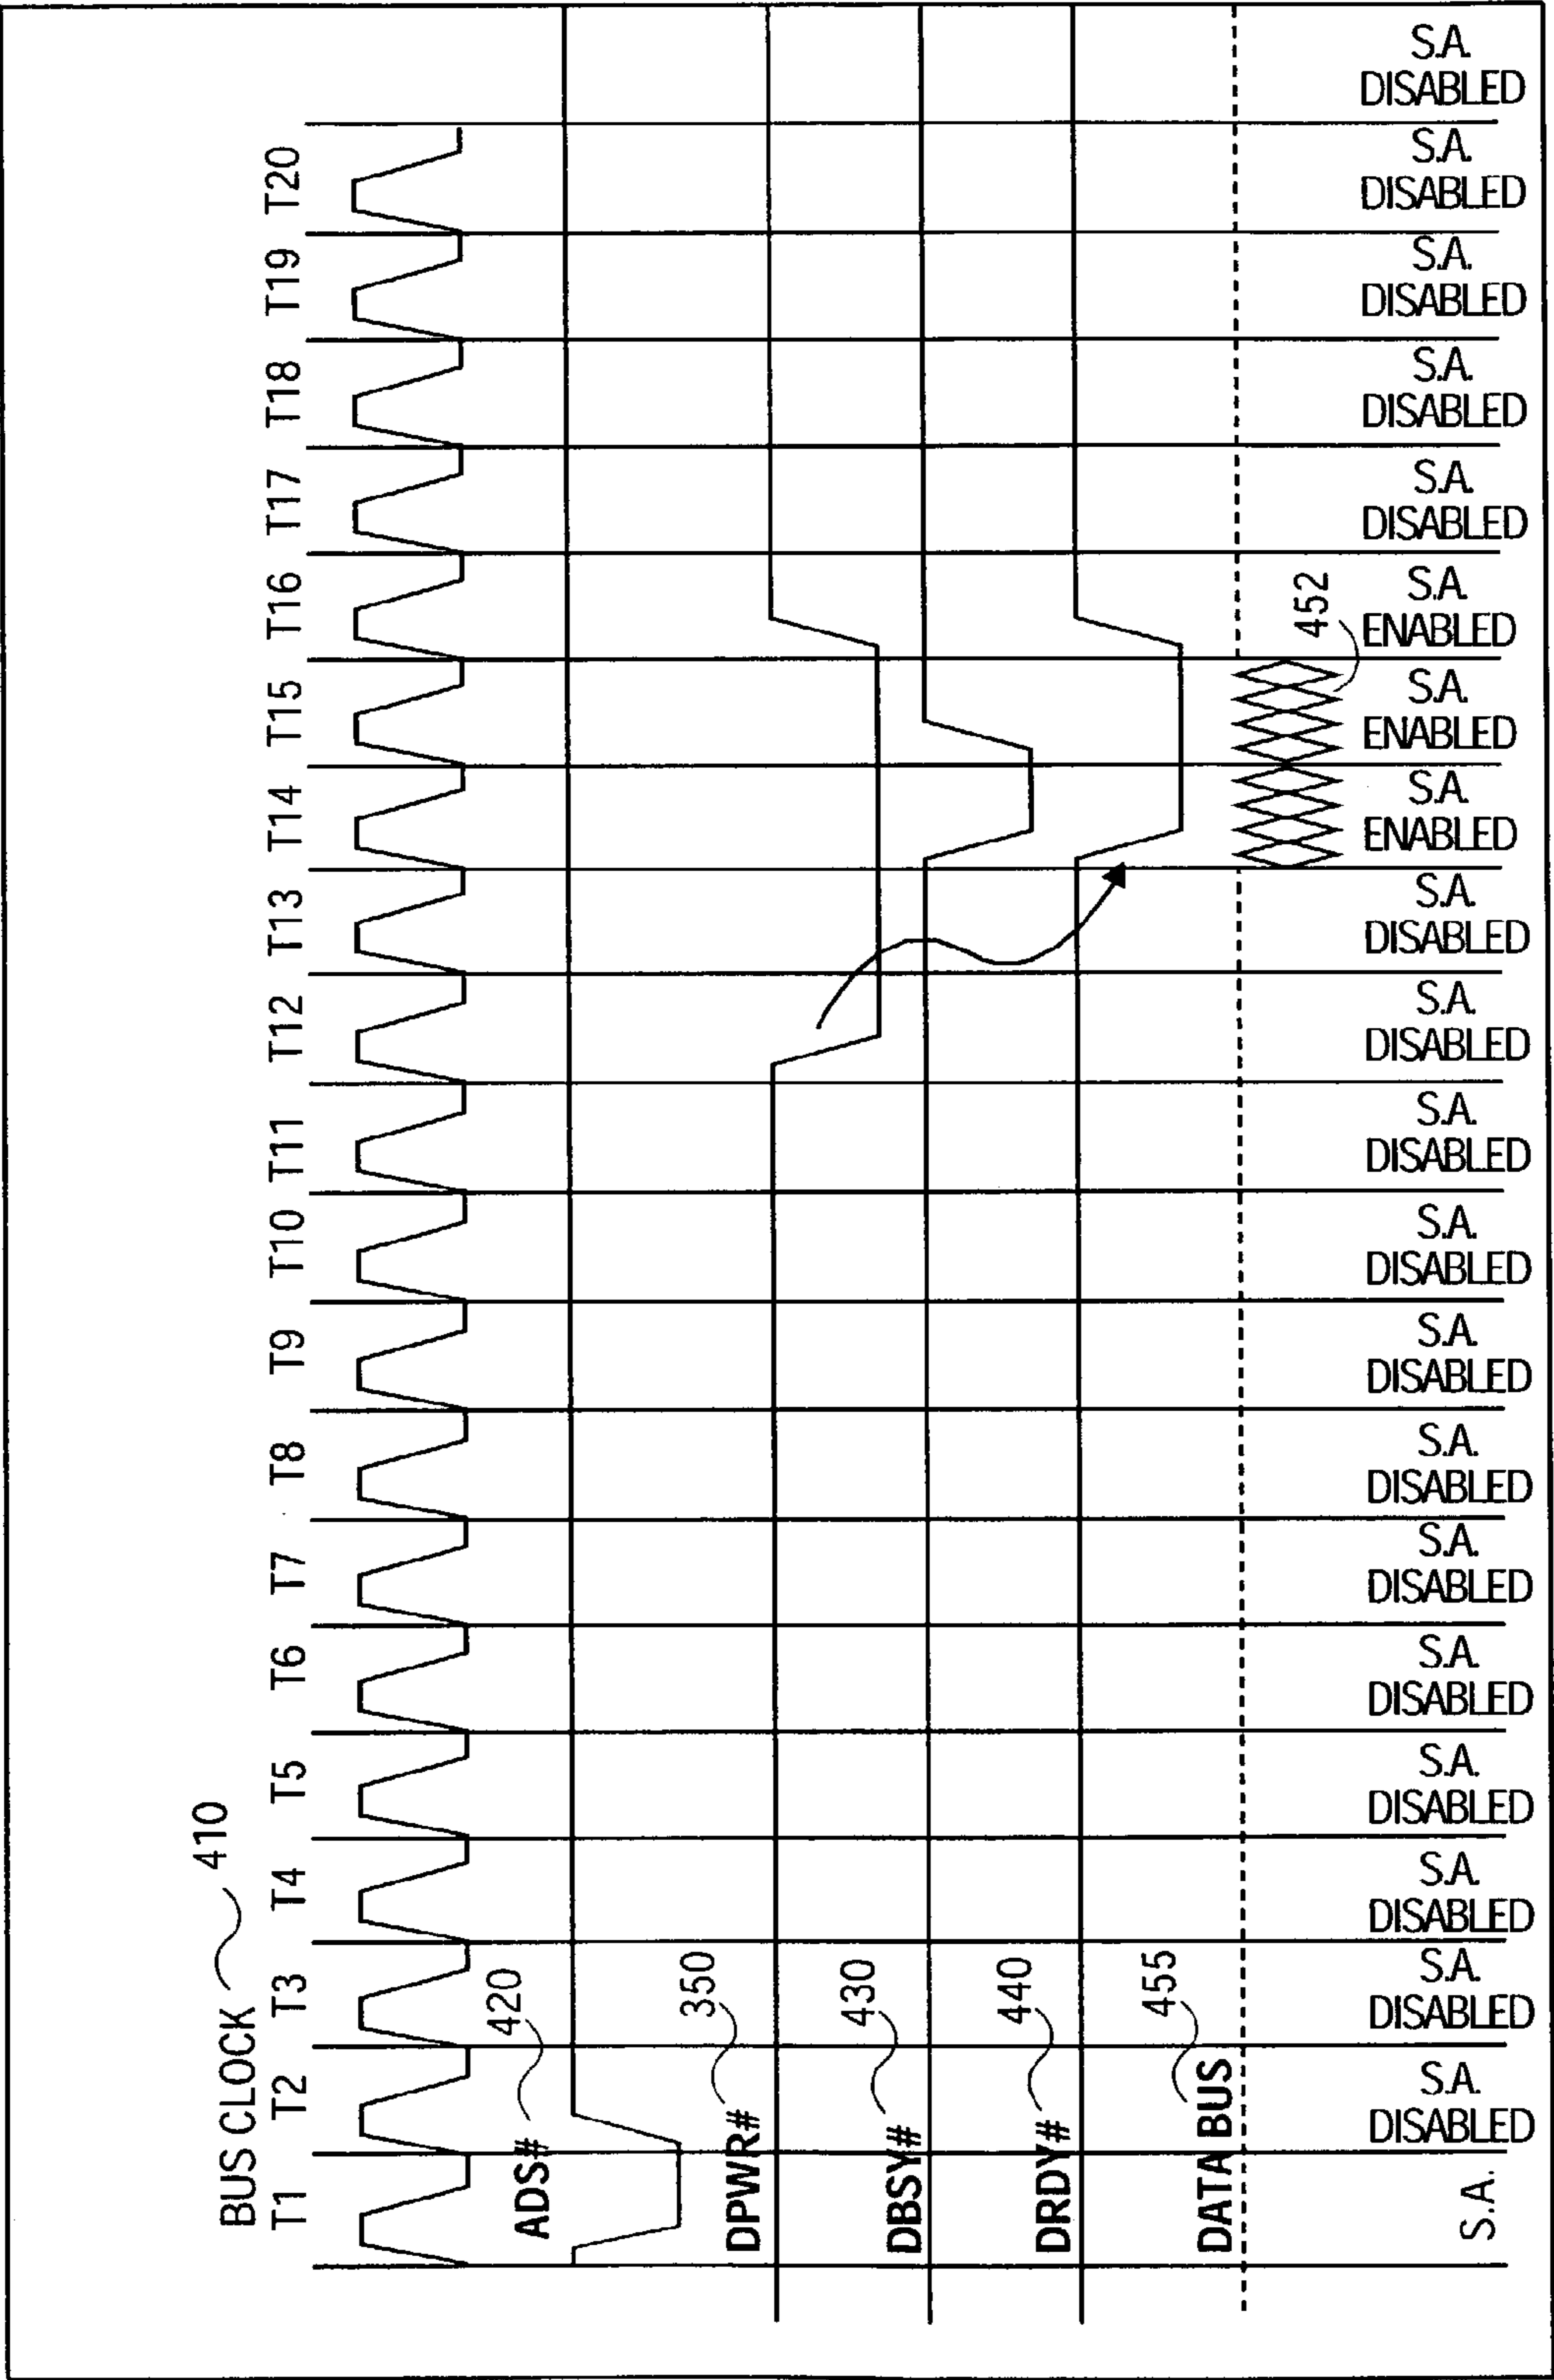 BUS CLOCK 410
T1 T2 T3 T4 T5 T6 T7 T8 T9 T10 T11 T12 T13 T14 T15 T16 T17 T18 T19 T20
ADS# 420
DPWR# 350
DBSY# 430
DRDY# 440
DATA BUS 455
452
S.A.
S.A. DISABLED
S.A. DISABLED
S.A. DISABLED
S.A. DISABLED
S.A. DISABLED
S.A. DISABLED
S.A. DISABLED
S.A. DISABLED
S.A. DISABLED
S.A. DISABLED
S.A. DISABLED
S.A. DISABLED
S.A. ENABLED
S.A. ENABLED
S.A. ENABLED
S.A. DISABLED
S.A. DISABLED
S.A. DISABLED
S.A. DISABLED
S.A. DISABLED